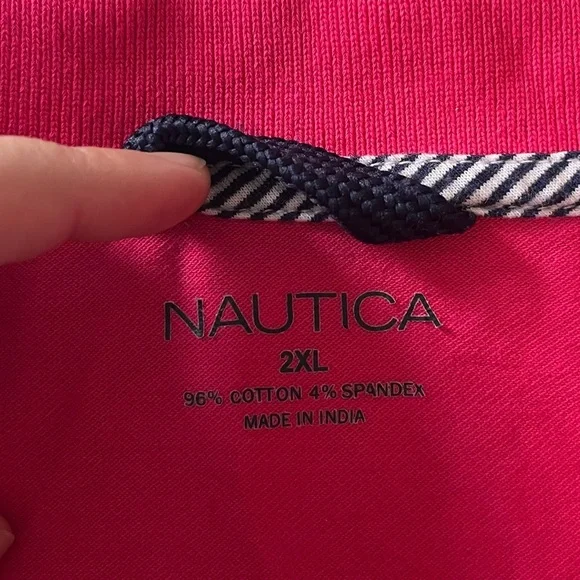 NAUTICA
2XL
96% COTTON 4% SPANDEX
MADE IN INDIA